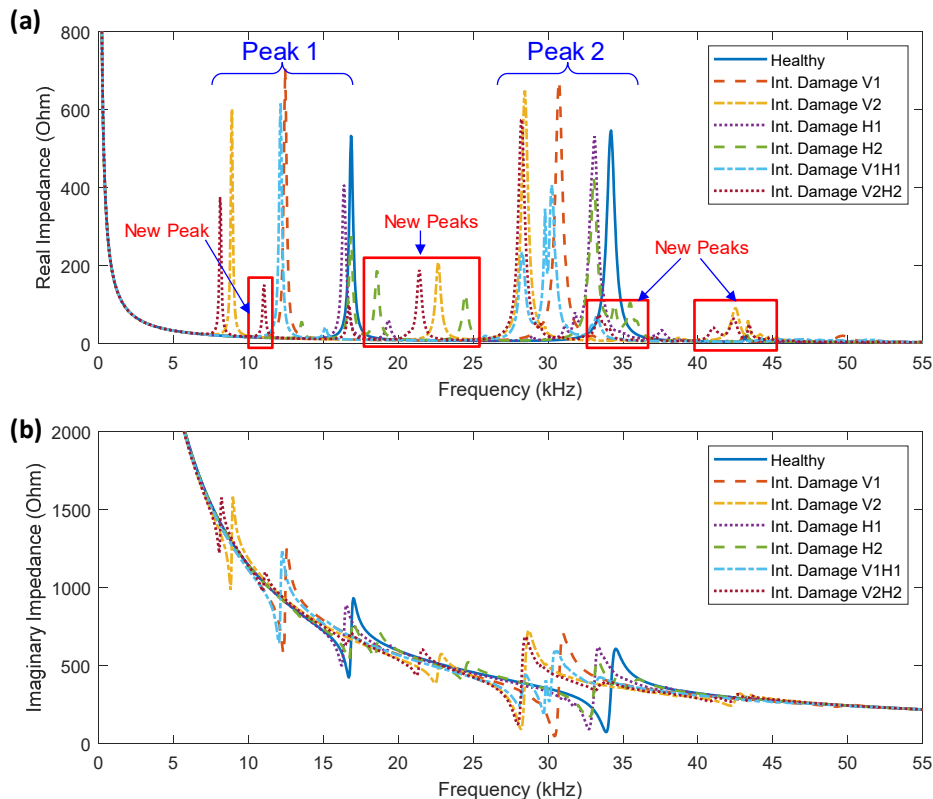 (a)
800
600
400
200
0
Real Impedance (Ohm)
Peak 1
Peak 2
New Peak
New Peaks
New Peaks
Healthy
Int. Damage V1
Int. Damage V2
Int. Damage H1
Int. Damage H2
Int. Damage V1H1
Int. Damage V2H2
0 5 10 15 20 25 30 35 40 45 50 55
Frequency (kHz)
(b)
2000
1500
1000
500
0
Imaginary Impedance (Ohm)
Healthy
Int. Damage V1
Int. Damage V2
Int. Damage H1
Int. Damage H2
Int. Damage V1H1
Int. Damage V2H2
0 5 10 15 20 25 30 35 40 45 50 55
Frequency (kHz)